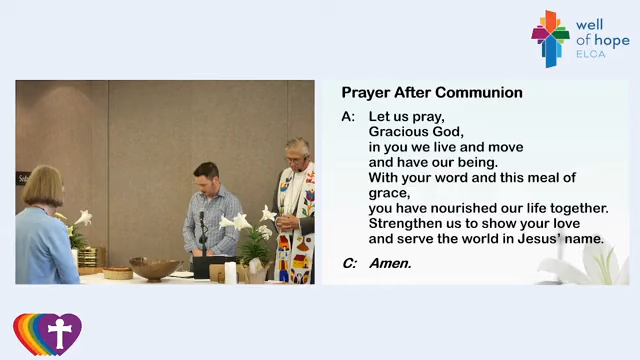 well
of hope
ELCA
Prayer After Communion
A: Let us pray,
Gracious God,
in you we live and move
and have our being.
With your word and this meal of
grace,
you have nourished our life together.
Strengthen us to show your love
and serve the world in Jesus’ name.
C: Amen.